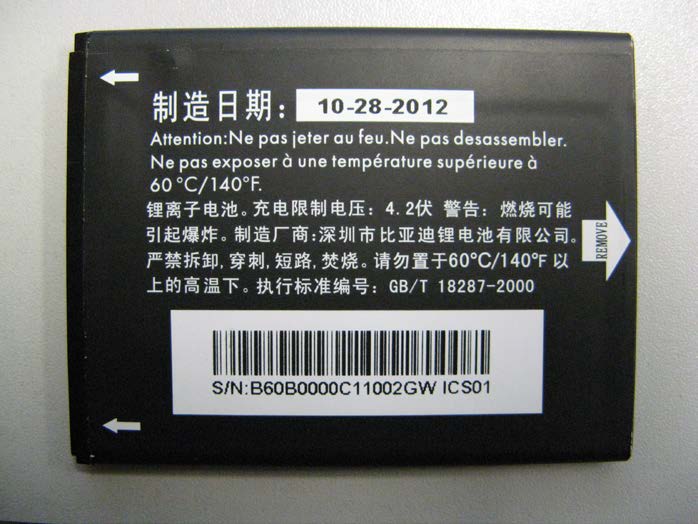 制造日期: 10-28-2012
Attention:Ne pas jeter au feu.Ne pas desassembler.
Ne pas exposer à une température supérieure à
60 °C/140°F.
锂离子电池。充电限制电压: 4.2伏 警告: 燃烧可能
引起爆炸。制造厂商:深圳市比亚迪锂电池有限公司。
严禁拆卸,穿刺,短路,焚烧。请勿置于60°C/140°F 以
上的高温下。执行标准编号: GB/T 18287-2000
REMOVE
S/N:B60B0000C11002GW ICS01